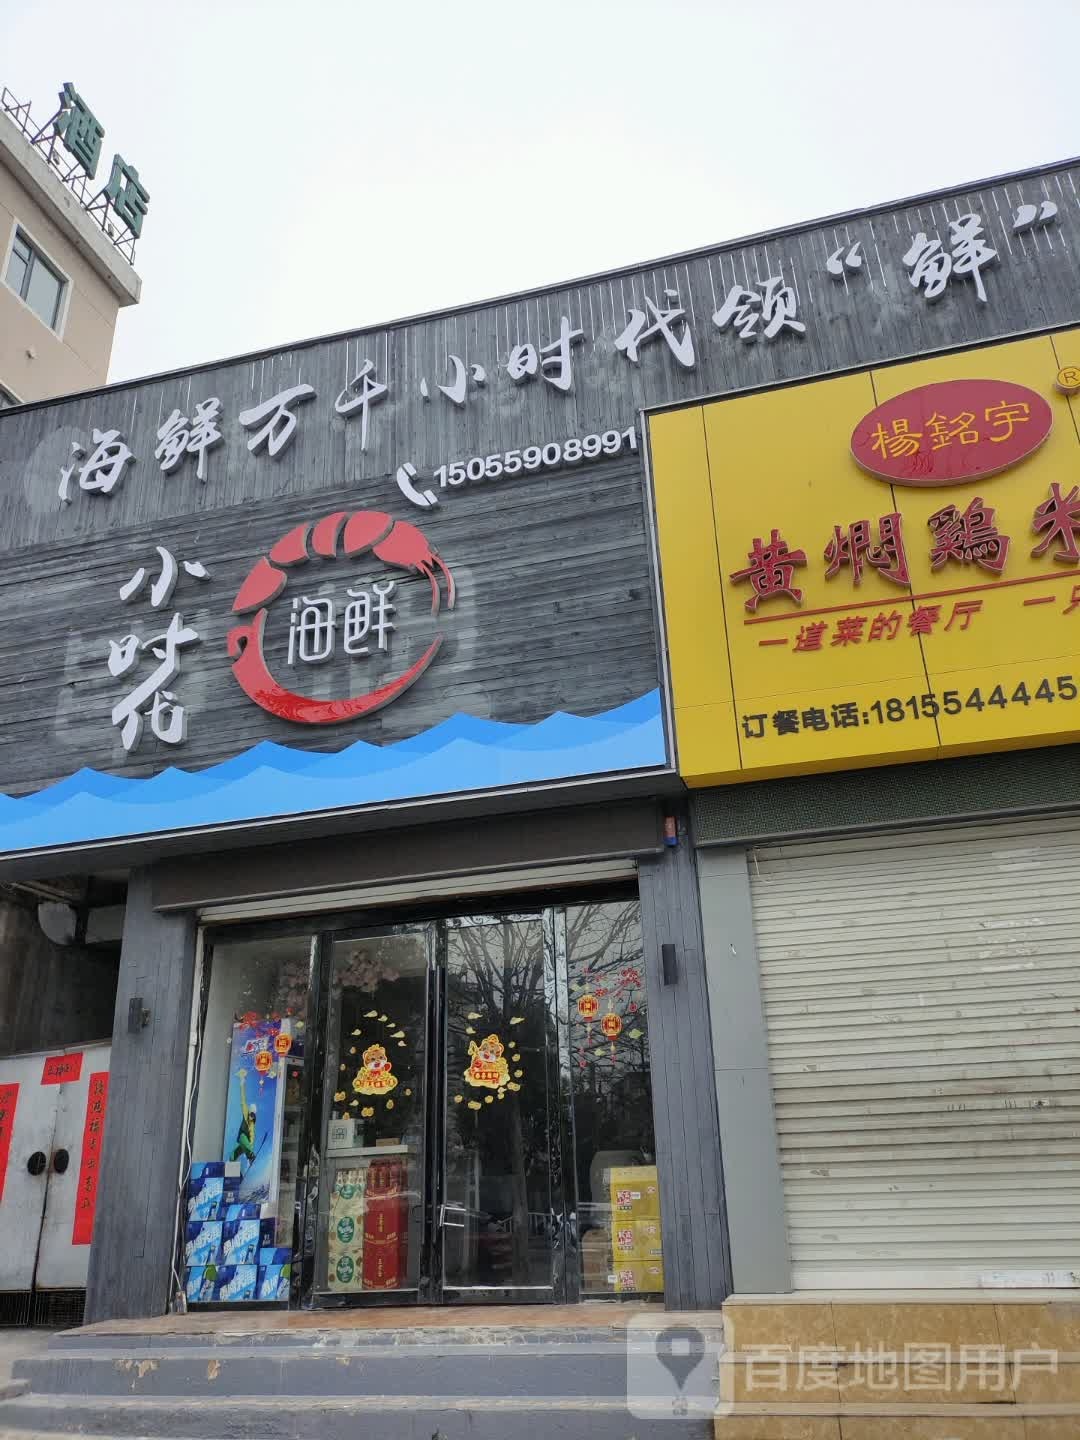 酒店
海鲜万千小时代领“鲜”
15055908991
小时代
海鲜
楊銘宇
®
黄焖鷄米
一道菜的餐厅 一只
订餐电话:18155444445
百度地图用户